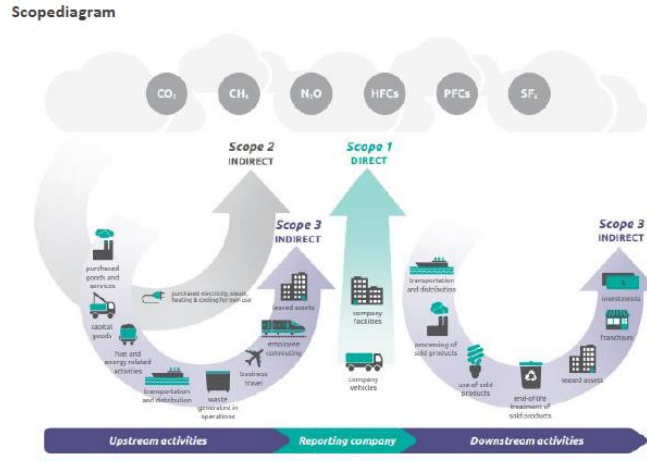 Scopediagram
CO₂
CH₄
N₂O
HFCs
PFCs
SF₆
Scope 2
INDIRECT
Scope 1
DIRECT
Scope 3
INDIRECT
Scope 3
INDIRECT
purchased
goods and
services
capital
goods
fuel and
energy related
activities
transportation
and distribution
waste
generated in
operations
business
travel
employee
commuting
leased assets
purchased electricity, steam,
heating & cooling for own use
company
facilities
company
vehicles
transportation
and distribution
processing of
sold products
use of sold
products
end-of-life
treatment of
sold products
leased assets
franchises
investments
Upstream activities
Reporting company
Downstream activities